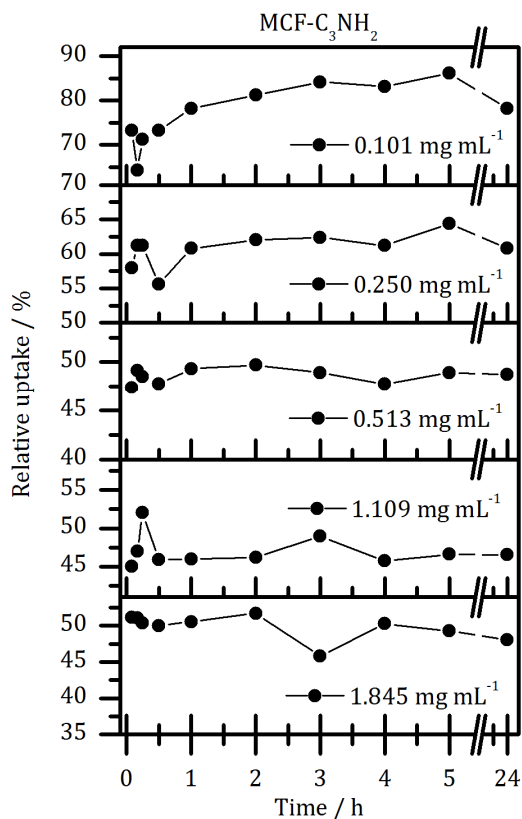 MCF-C₃NH₂
90
80
70
0.101 mg mL⁻¹
70
65
60
55
0.250 mg mL⁻¹
50
50
45
0.513 mg mL⁻¹
40
55
50
1.109 mg mL⁻¹
45
50
45
40
1.845 mg mL⁻¹
35
0 1 2 3 4 5 24
Time / h
Relative uptake / %